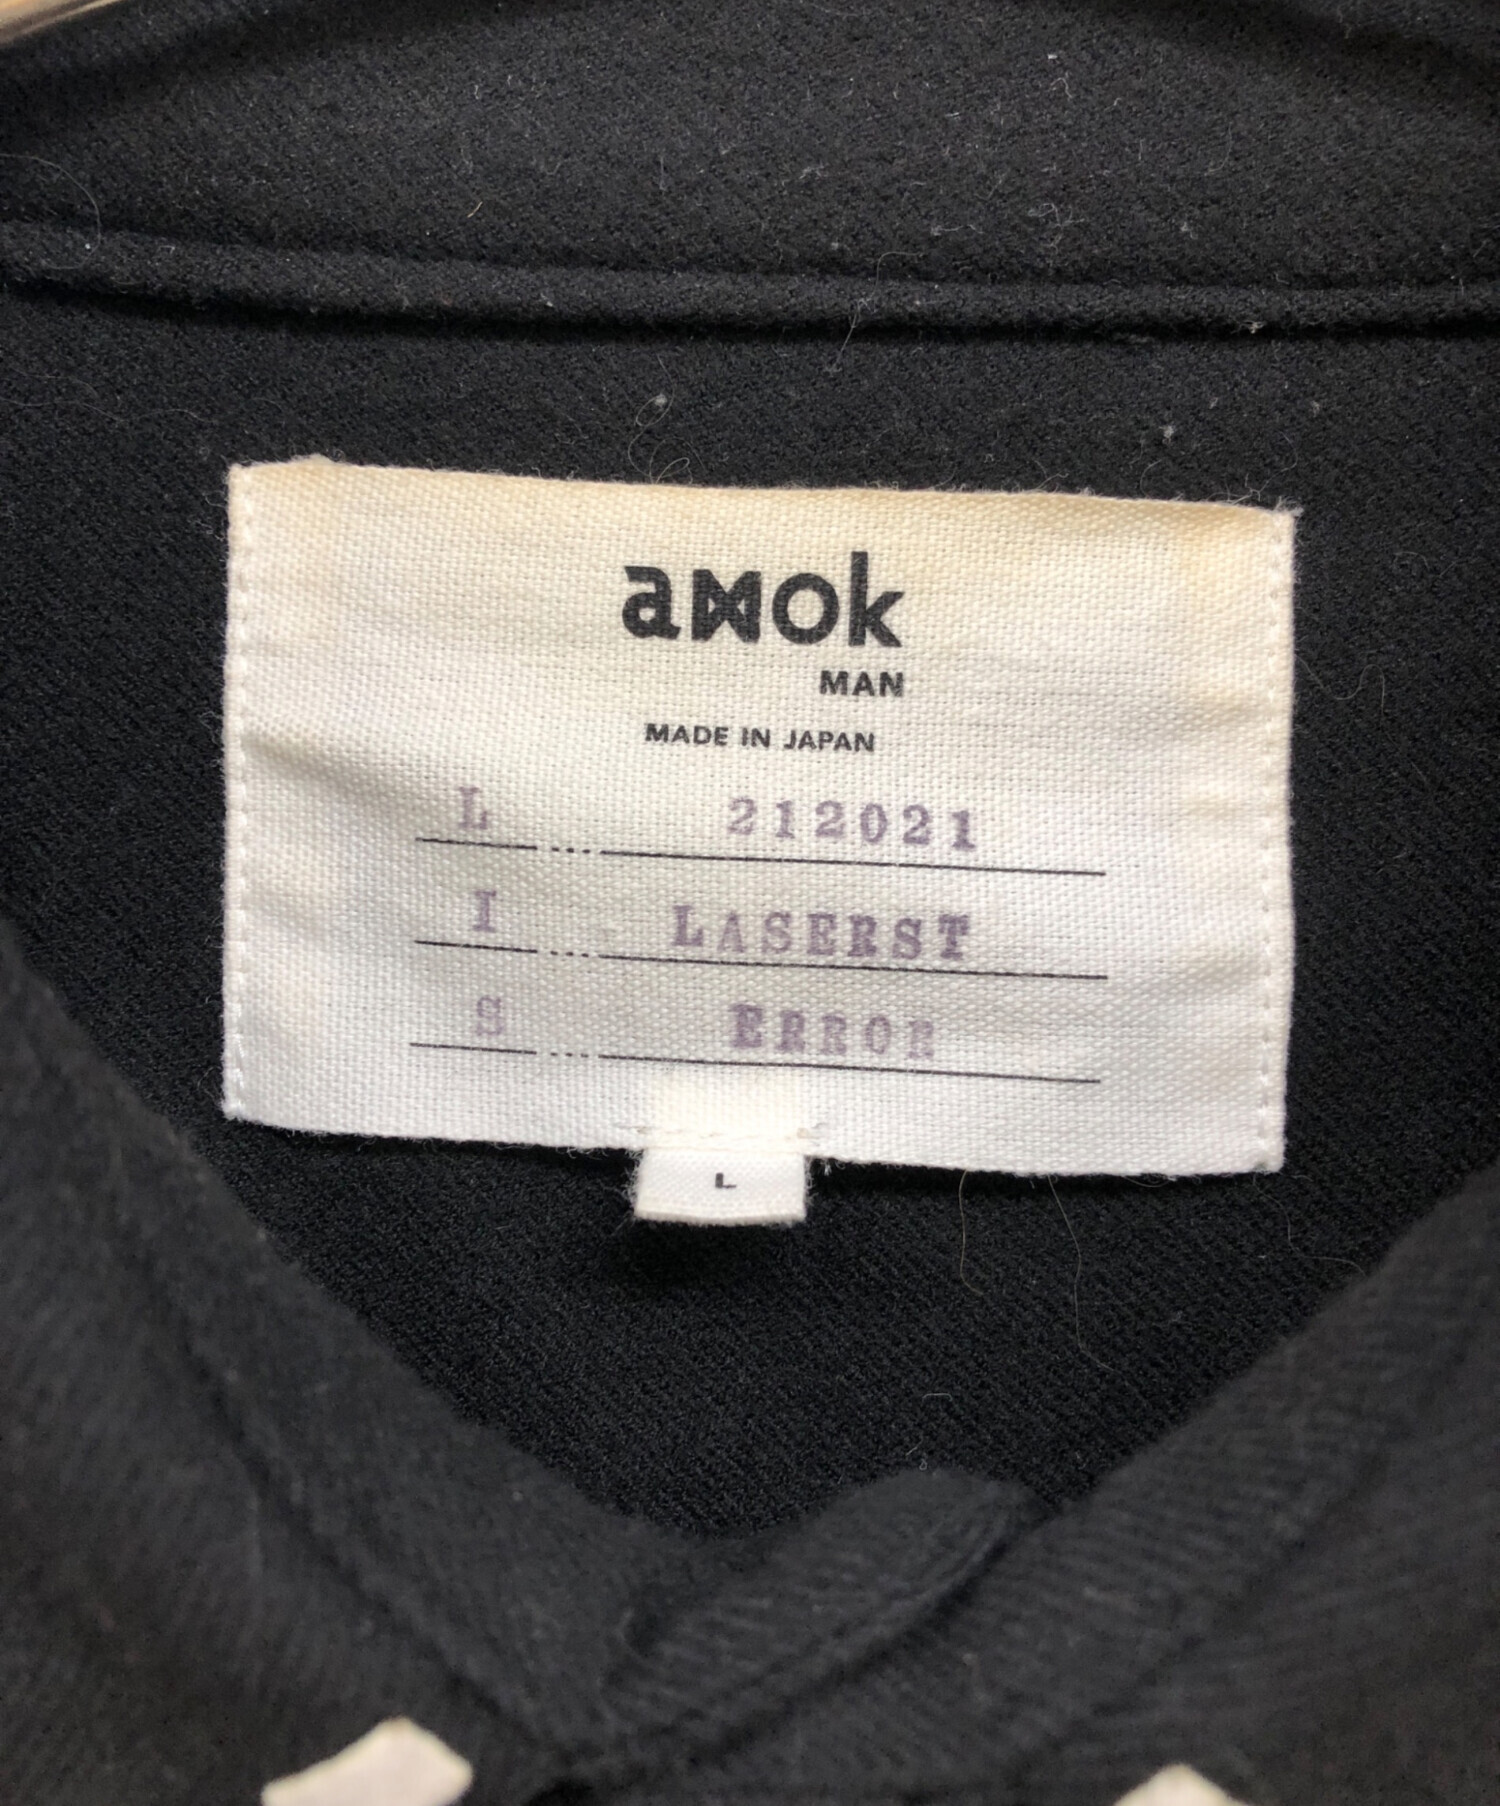 amok
MAN
MADE IN JAPAN
L 212021
I LASERST
S ERROR
L